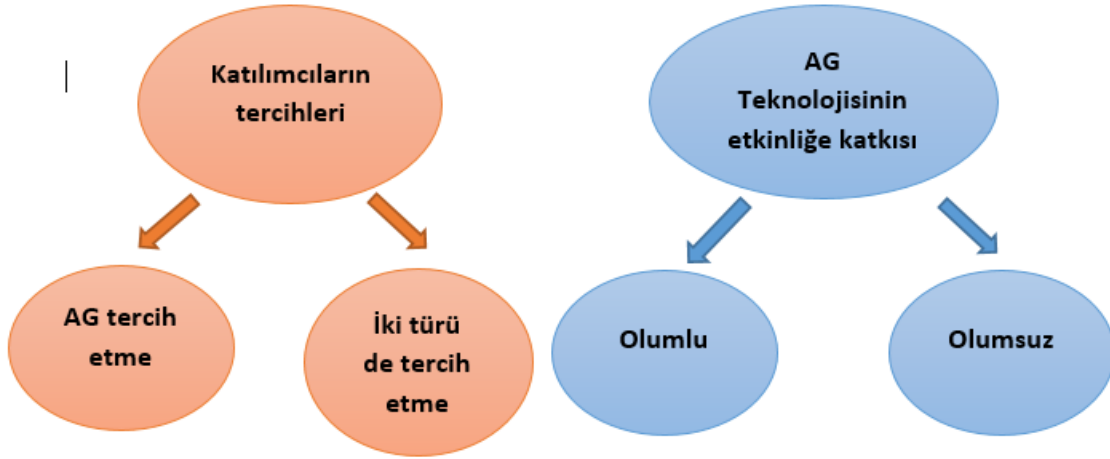 Katılımcıların
tercihleri
AG
Teknolojisinin
etkinliğe katkısı
AG tercih
etme
İki türü
de tercih
etme
Olumlu
Olumsuz